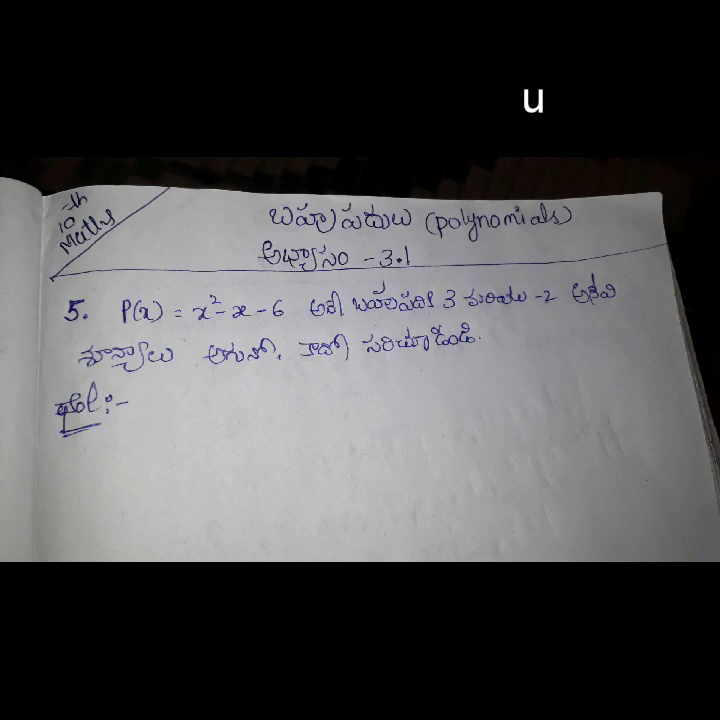 u
10th
Maths
బహుపదులు (polynomials)
అభ్యాసం - 3.1
5. P(x) = x² - x - 6 అనే బహుపదికి 3 మరియు -2 అనేవి
శూన్యాలు అగునో, కాదో సరిచూడండి.